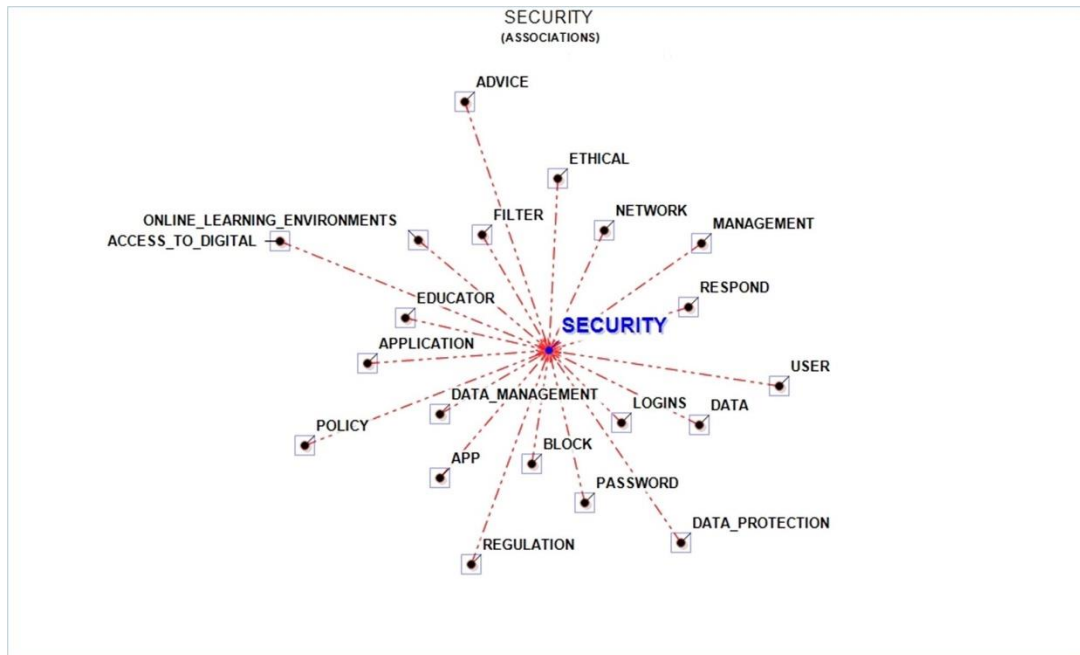 SECURITY
(ASSOCIATIONS)
ADVICE
ETHICAL
ONLINE_LEARNING_ENVIRONMENTS
FILTER
NETWORK
MANAGEMENT
ACCESS_TO_DIGITAL
RESPOND
EDUCATOR
SECURITY
APPLICATION
USER
DATA_MANAGEMENT
LOGINS
DATA
POLICY
BLOCK
APP
PASSWORD
DATA_PROTECTION
REGULATION